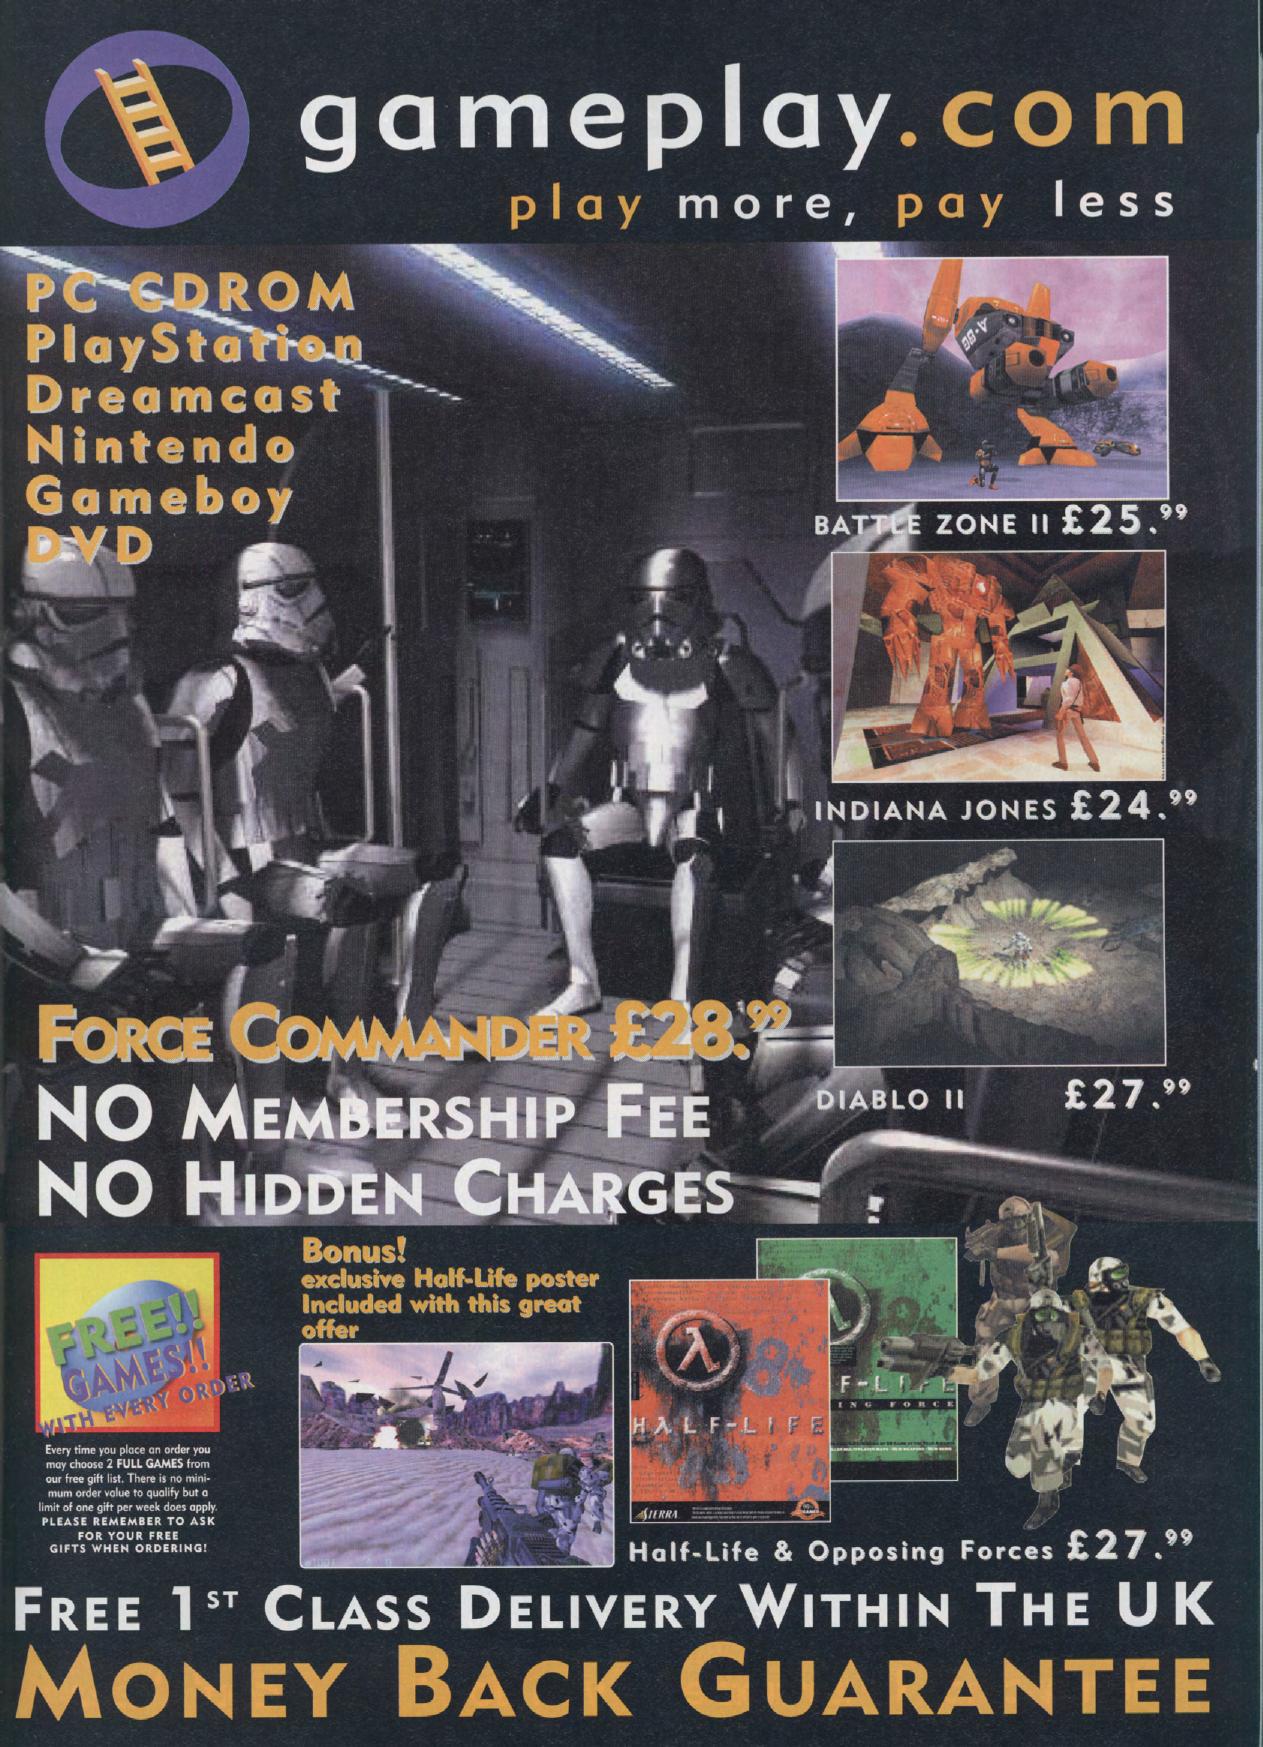 gameplay.com
play more, pay less
PC CDROM
PlayStation
Dreamcast
Nintendo
Gameboy
DVD
BATTLE ZONE II £25.99
INDIANA JONES £24.99
DIABLO II £27.99
FORCE COMMANDER £28.99
NO MEMBERSHIP FEE
NO HIDDEN CHARGES
FREE!!
GAMES!!
WITH EVERY ORDER
Every time you place an order you
may choose 2 FULL GAMES from
our free gift list. There is no mini-
mum order value to qualify but a
limit of one gift per week does apply.
PLEASE REMEMBER TO ASK
FOR YOUR FREE
GIFTS WHEN ORDERING!
Bonus!
exclusive Half-Life poster
Included with this great
offer
HALF-LIFE
SIERRA
F-LIFE
ING FORCE
Half-Life & Opposing Forces £27.99
FREE 1ST CLASS DELIVERY WITHIN THE UK
MONEY BACK GUARANTEE